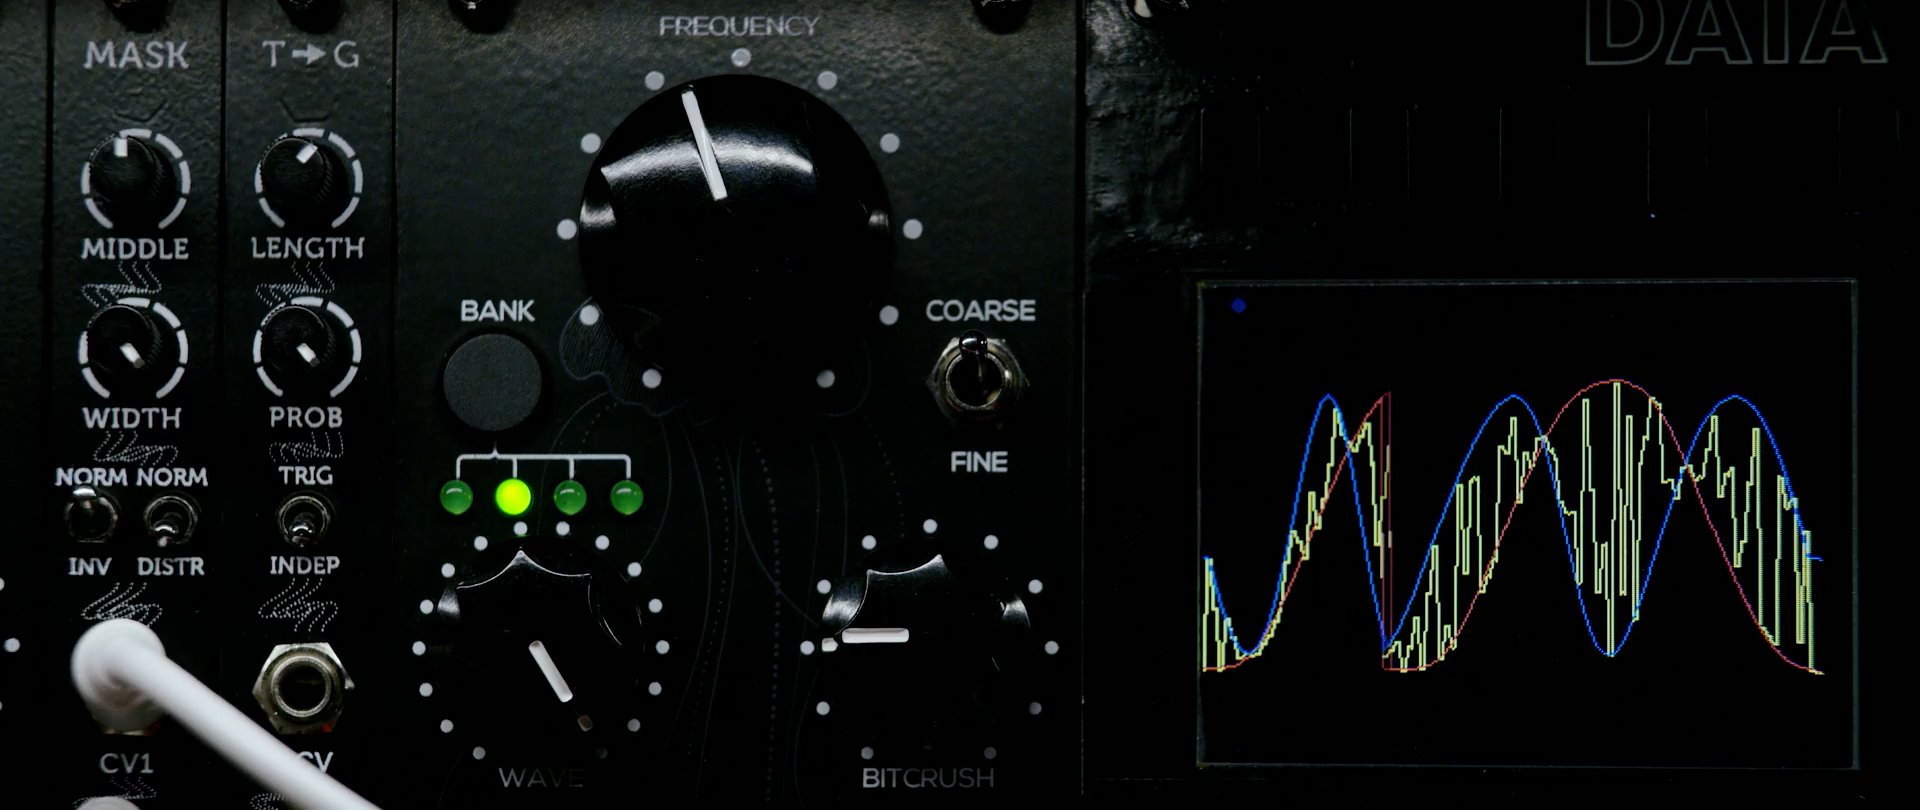 MASK
MIDDLE
WIDTH
NORM NORM
INV DISTR
CV1
T➔G
LENGTH
PROB
TRIG
INDEP
CV
FREQUENCY
BANK
COARSE
FINE
WAVE
BITCRUSH
DATA